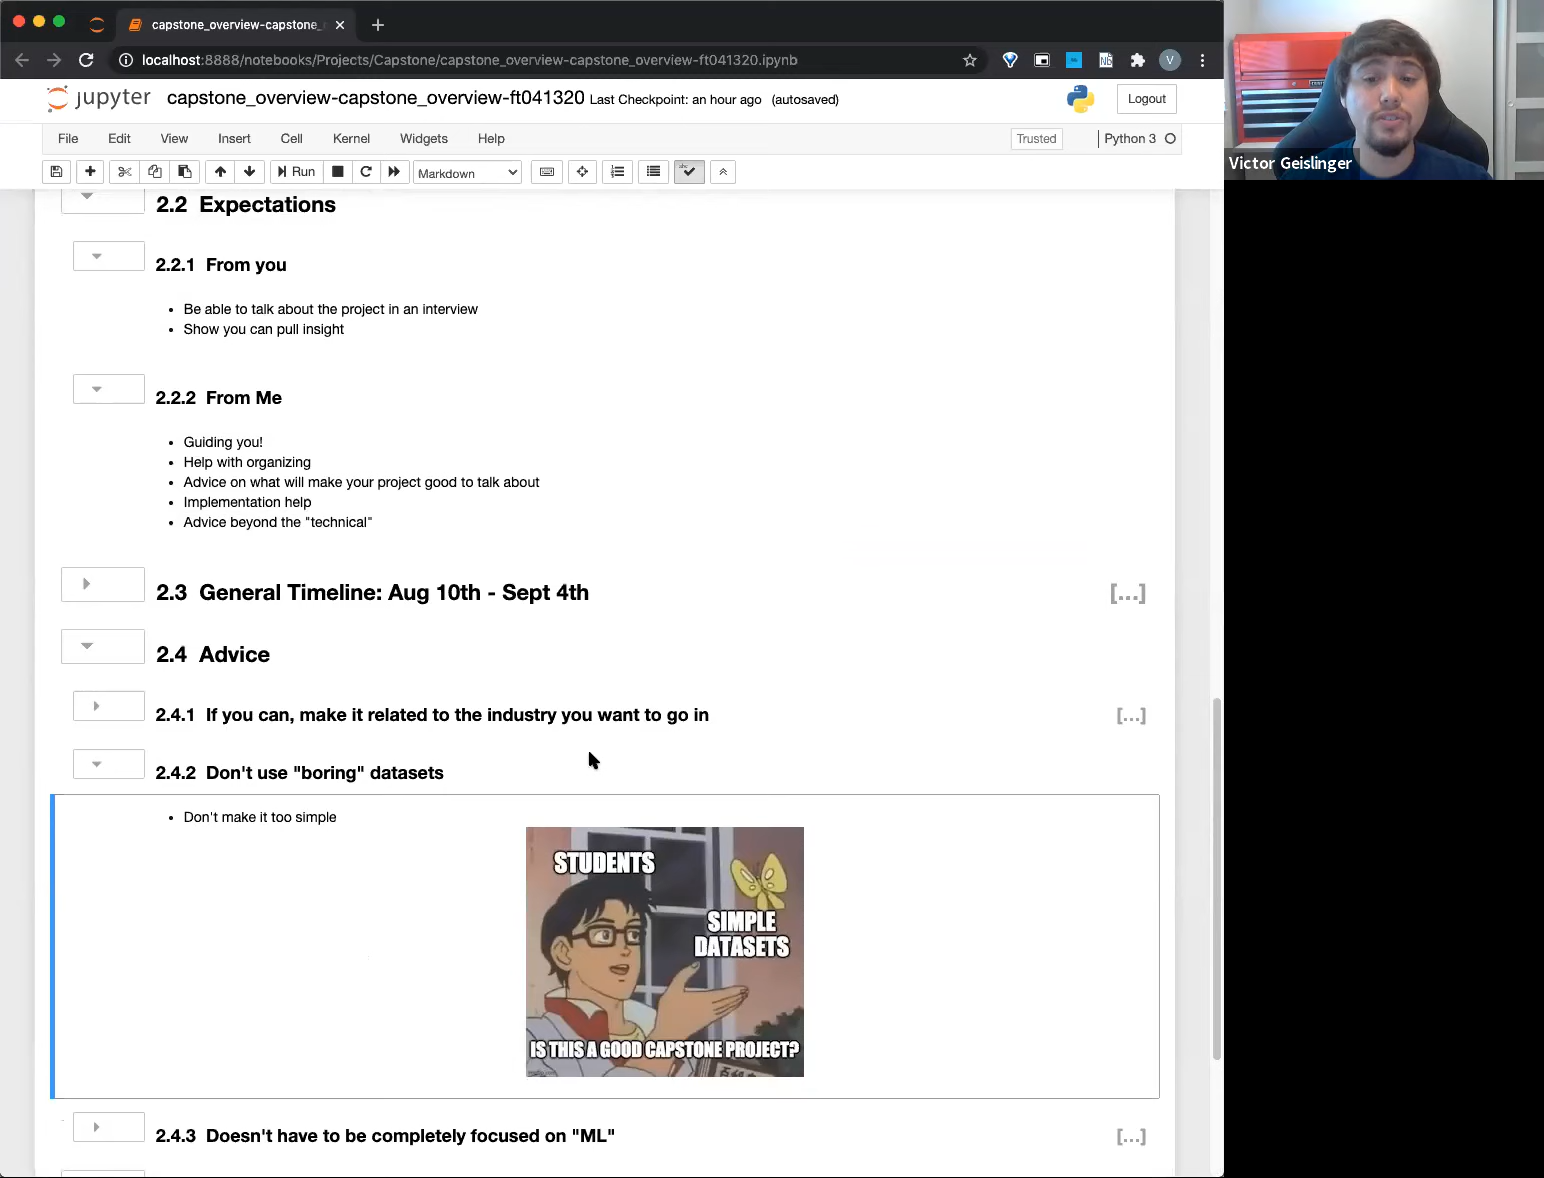 capstone_overview-capstone_
localhost:8888/notebooks/Projects/Capstone/capstone_overview-capstone_overview-ft041320.ipynb
V
jupyter capstone_overview-capstone_overview-ft041320 Last Checkpoint: an hour ago (autosaved)
Logout
File Edit View Insert Cell Kernel Widgets Help
Trusted
Python 3
Run
Markdown
Victor Geislinger
2.2 Expectations
2.2.1 From you
• Be able to talk about the project in an interview
• Show you can pull insight
2.2.2 From Me
• Guiding you!
• Help with organizing
• Advice on what will make your project good to talk about
• Implementation help
• Advice beyond the "technical"
2.3 General Timeline: Aug 10th - Sept 4th
[...]
2.4 Advice
2.4.1 If you can, make it related to the industry you want to go in
[...]
2.4.2 Don't use "boring" datasets
• Don't make it too simple
STUDENTS
SIMPLE
DATASETS
IS THIS A GOOD CAPSTONE PROJECT?
2.4.3 Doesn't have to be completely focused on "ML"
[...]